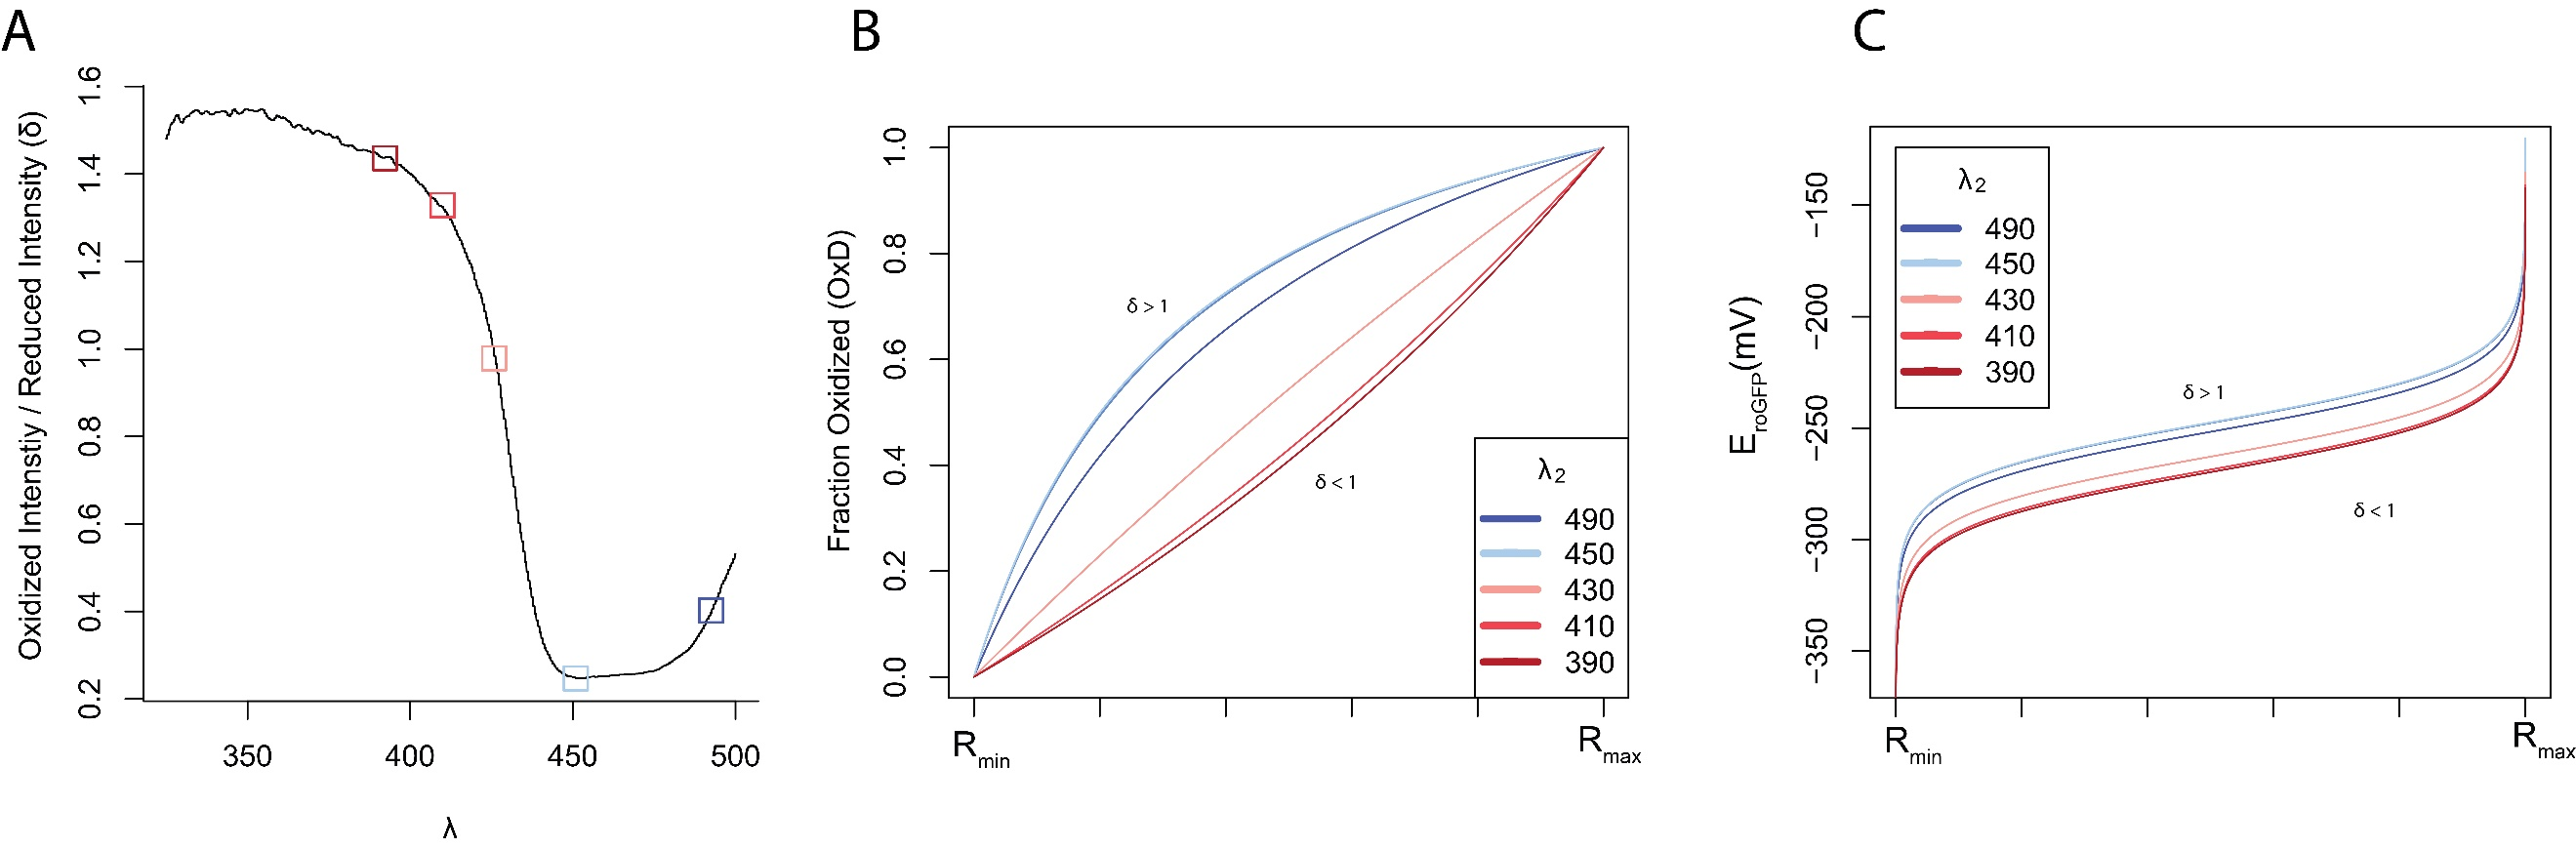 A
Oxidized Intenstiy / Reduced Intensity (δ)
1.6
1.4
1.2
1.0
0.8
0.6
0.4
0.2
350 400 450 500
λ
B
Fraction Oxidized (OxD)
1.0
0.8
0.6
0.4
0.2
0.0
δ > 1
δ < 1
λ2
490
450
430
410
390
Rmin Rmax
C
EroGFP(mV)
−150
−200
−250
−300
−350
λ2
490
450
430
410
390
δ > 1
δ < 1
Rmin Rmax